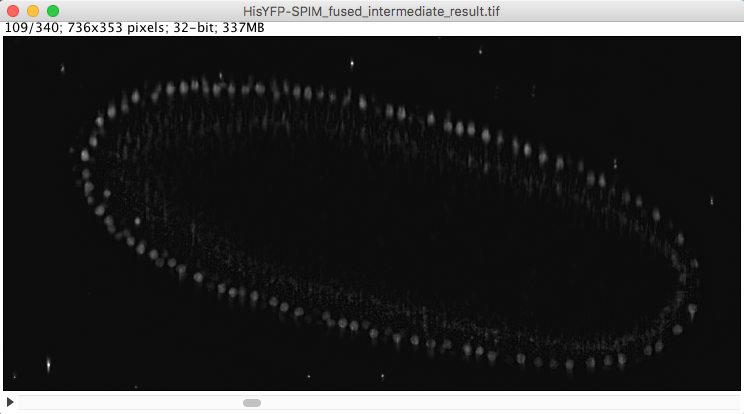 HisYFP-SPIM_fused_intermediate_result.tif
109/340; 736x353 pixels; 32-bit; 337MB